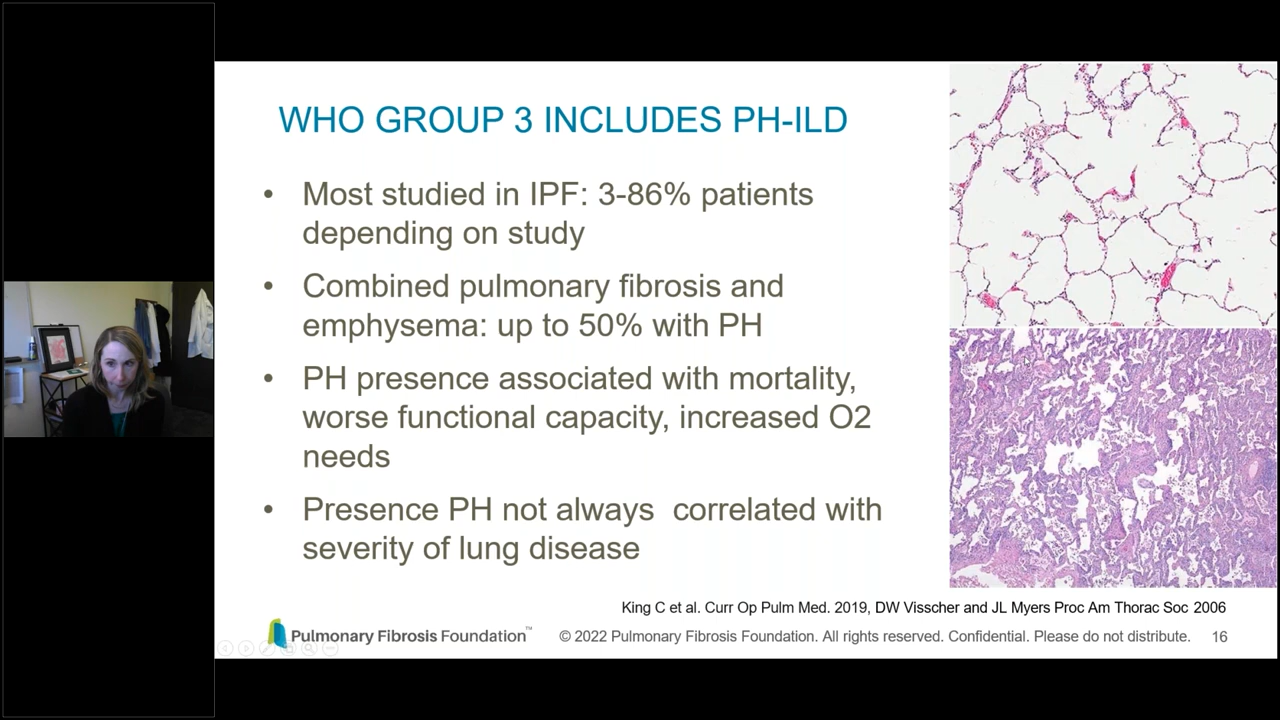 WHO GROUP 3 INCLUDES PH-ILD
• Most studied in IPF: 3-86% patients
depending on study
• Combined pulmonary fibrosis and
emphysema: up to 50% with PH
• PH presence associated with mortality,
worse functional capacity, increased O2
needs
• Presence PH not always  correlated with
severity of lung disease
King C et al. Curr Op Pulm Med. 2019, DW Visscher and JL Myers Proc Am Thorac Soc 2006
Pulmonary Fibrosis Foundation™
© 2022 Pulmonary Fibrosis Foundation. All rights reserved. Confidential. Please do not distribute.
16